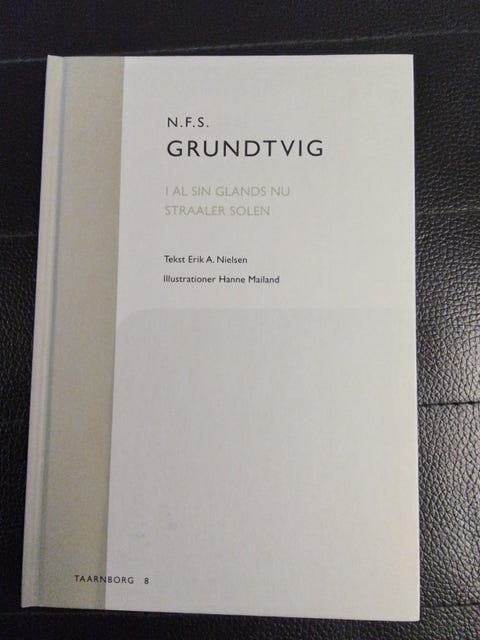 N.F.S.
GRUNDTVIG
I AL SIN GLANDS NU
STRAALER SOLEN
Tekst Erik A. Nielsen
Illustrationer Hanne Mailand
TAARNBORG 8